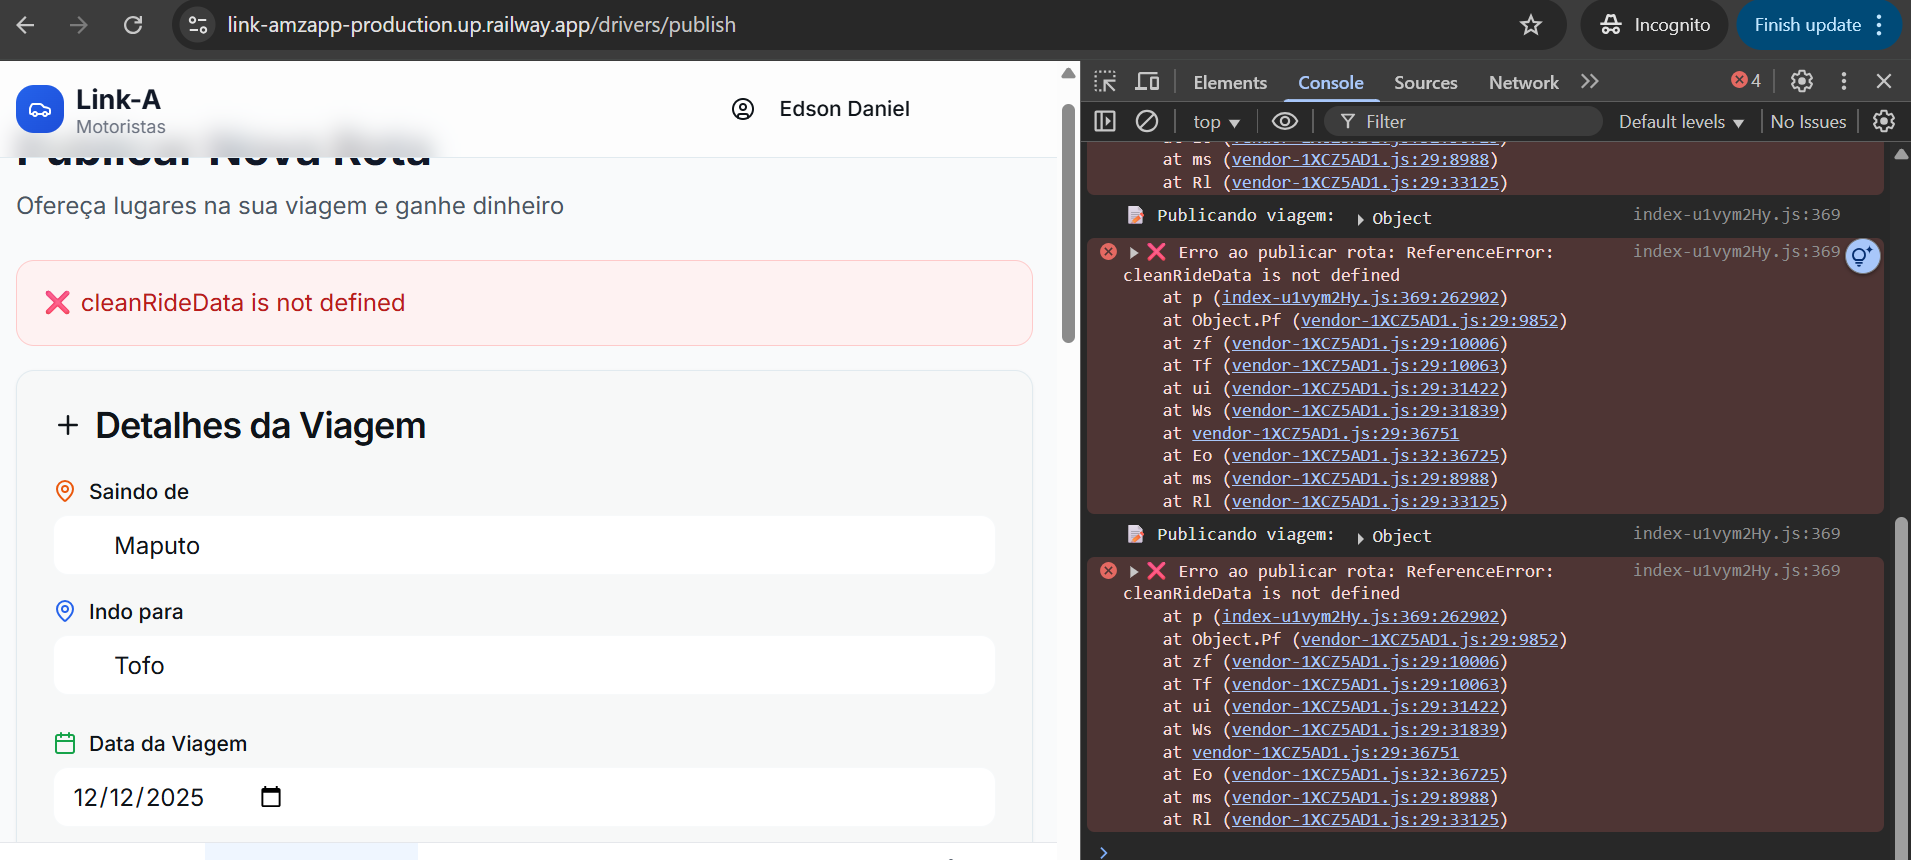 link-amzapp-production.up.railway.app/drivers/publish
Incognito
Finish update
Link-A
Motoristas
Edson Daniel
Publicar Nova Rota
Ofereça lugares na sua viagem e ganhe dinheiro
❌ cleanRideData is not defined
+ Detalhes da Viagem
Saindo de
Maputo
Indo para
Tofo
Data da Viagem
12/12/2025
Elements Console Sources Network 4
top Filter Default levels No Issues
at ms (vendor-1XCZ5AD1.js:29:8988)
at Rl (vendor-1XCZ5AD1.js:29:33125)
📝 Publicando viagem: ▶ Object index-u1vym2Hy.js:369
▶ ❌ Erro ao publicar rota: ReferenceError: index-u1vym2Hy.js:369
cleanRideData is not defined
at p (index-u1vym2Hy.js:369:262902)
at Object.Pf (vendor-1XCZ5AD1.js:29:9852)
at zf (vendor-1XCZ5AD1.js:29:10006)
at Tf (vendor-1XCZ5AD1.js:29:10063)
at ui (vendor-1XCZ5AD1.js:29:31422)
at Ws (vendor-1XCZ5AD1.js:29:31839)
at vendor-1XCZ5AD1.js:29:36751
at Eo (vendor-1XCZ5AD1.js:32:36725)
at ms (vendor-1XCZ5AD1.js:29:8988)
at Rl (vendor-1XCZ5AD1.js:29:33125)
📝 Publicando viagem: ▶ Object index-u1vym2Hy.js:369
▶ ❌ Erro ao publicar rota: ReferenceError: index-u1vym2Hy.js:369
cleanRideData is not defined
at p (index-u1vym2Hy.js:369:262902)
at Object.Pf (vendor-1XCZ5AD1.js:29:9852)
at zf (vendor-1XCZ5AD1.js:29:10006)
at Tf (vendor-1XCZ5AD1.js:29:10063)
at ui (vendor-1XCZ5AD1.js:29:31422)
at Ws (vendor-1XCZ5AD1.js:29:31839)
at vendor-1XCZ5AD1.js:29:36751
at Eo (vendor-1XCZ5AD1.js:32:36725)
at ms (vendor-1XCZ5AD1.js:29:8988)
at Rl (vendor-1XCZ5AD1.js:29:33125)